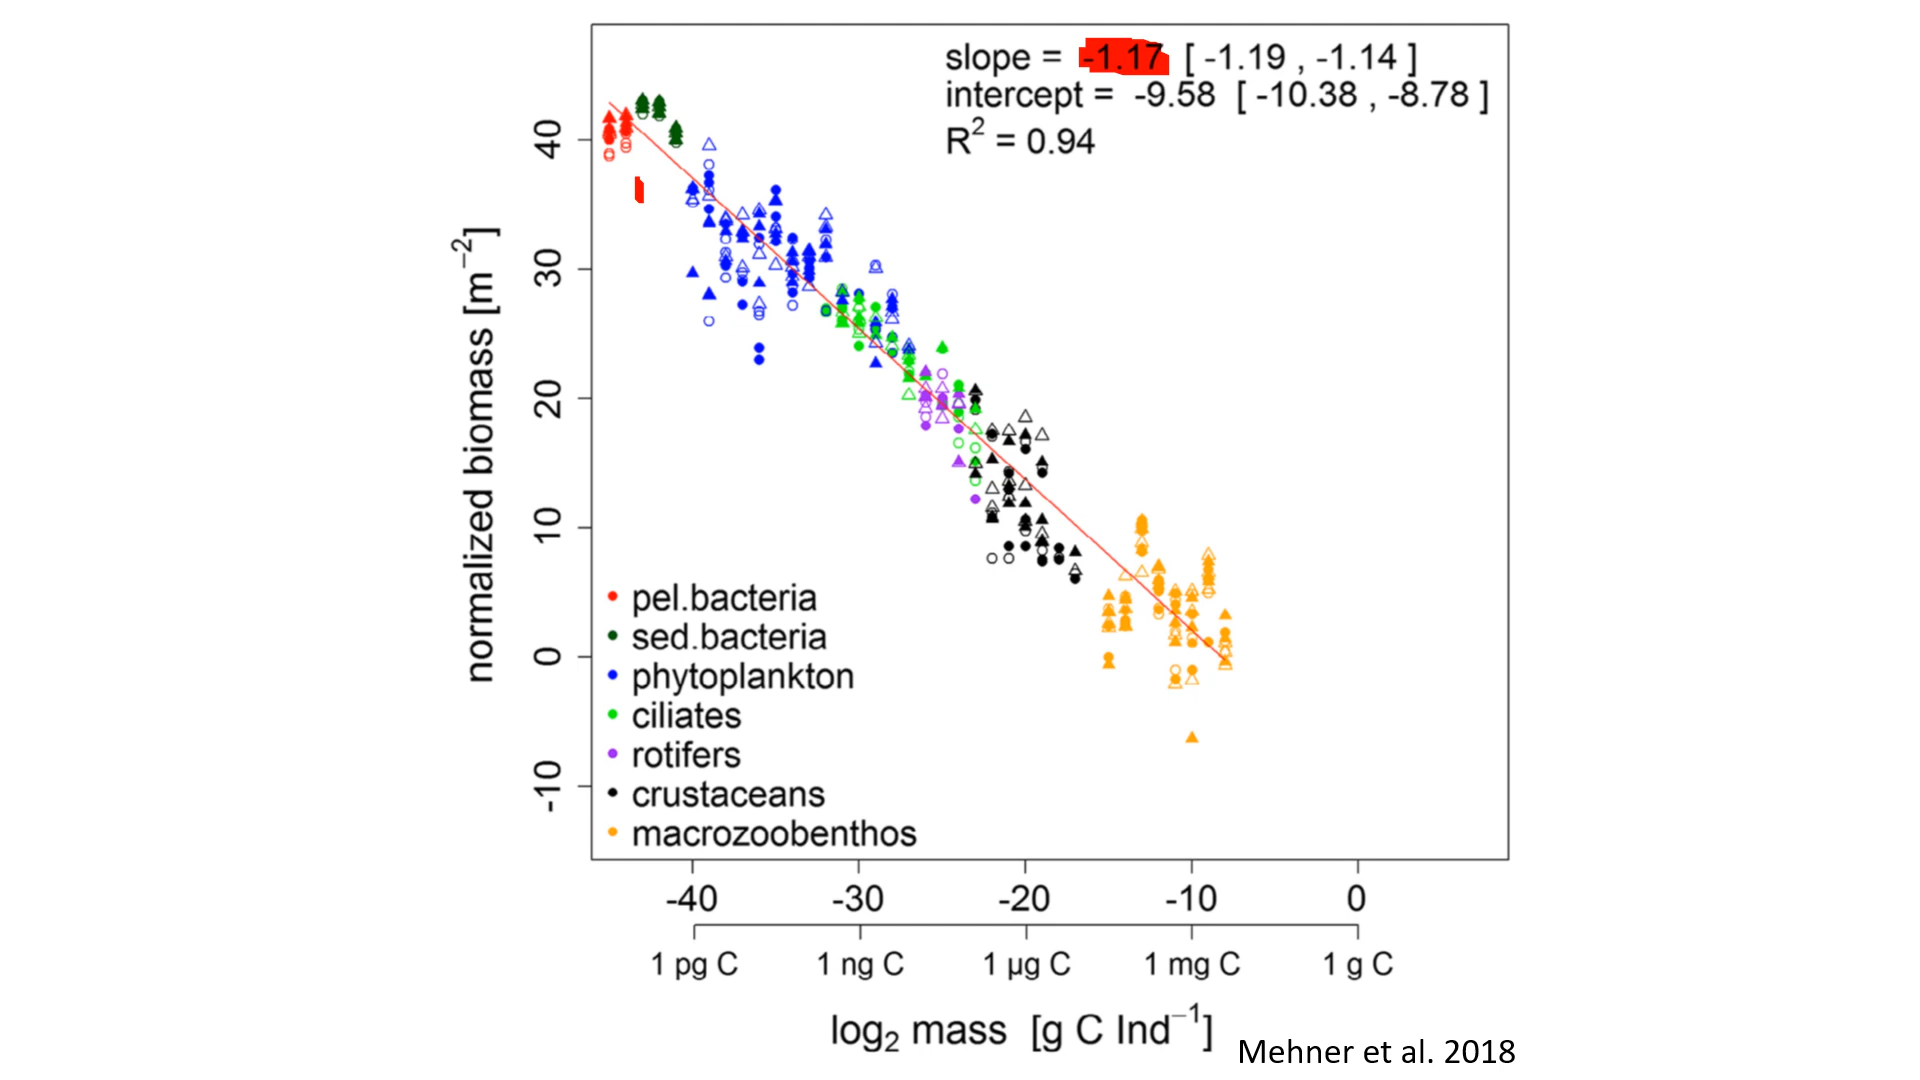 slope = -1.17 [ -1.19 , -1.14 ]
intercept = -9.58 [ -10.38 , -8.78 ]
R² = 0.94
normalized biomass [m⁻²]
40
30
20
10
0
-10
pel.bacteria
sed.bacteria
phytoplankton
ciliates
rotifers
crustaceans
macrozoobenthos
-40 -30 -20 -10 0
1 pg C 1 ng C 1 µg C 1 mg C 1 g C
log₂ mass [g C Ind⁻¹]
Mehner et al. 2018